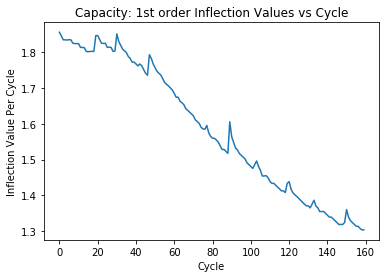 Capacity: 1st order Inflection Values vs Cycle
Inflection Value Per Cycle
1.8
1.7
1.6
1.5
1.4
1.3
0 20 40 60 80 100 120 140 160
Cycle